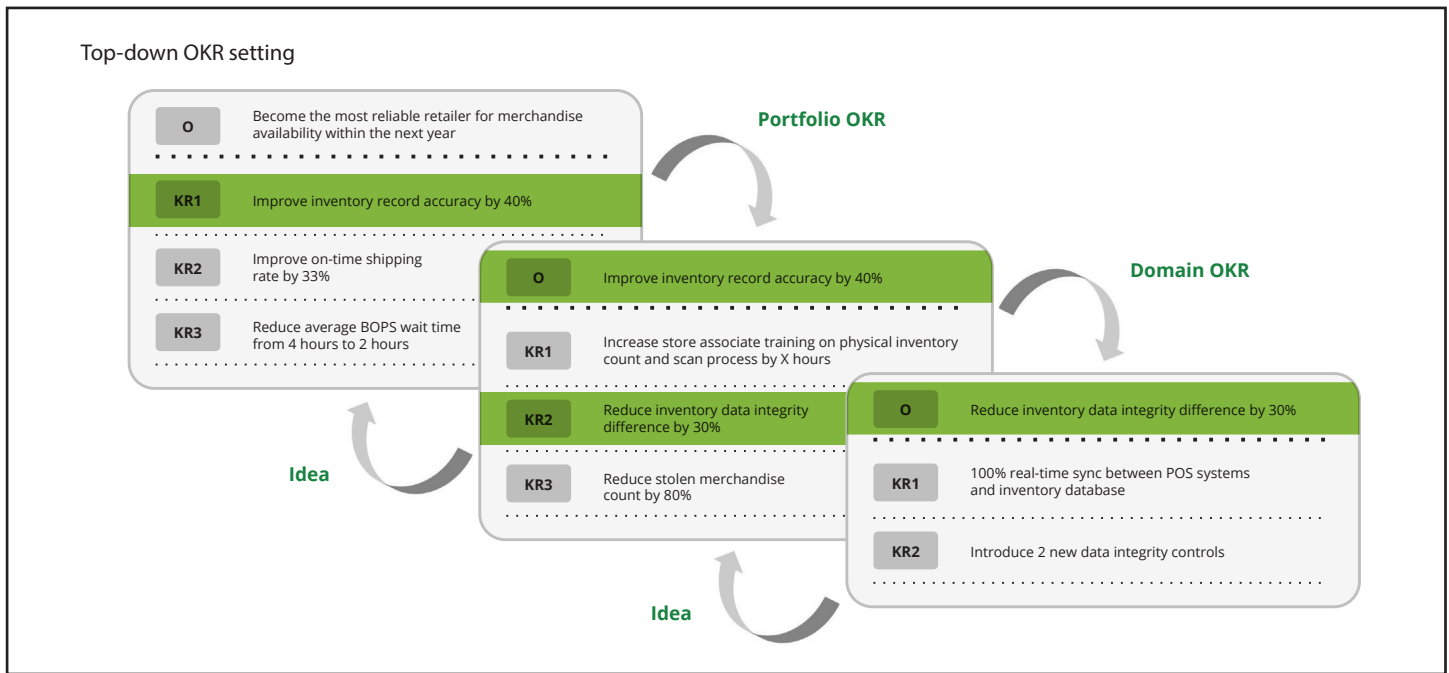 Top-down OKR setting
O
Become the most reliable retailer for merchandise
availability within the next year
KR1
Improve inventory record accuracy by 40%
KR2
Improve on-time shipping
rate by 33%
KR3
Reduce average BOPS wait time
from 4 hours to 2 hours
Portfolio OKR
O
Improve inventory record accuracy by 40%
KR1
Increase store associate training on physical inventory
count and scan process by X hours
KR2
Reduce inventory data integrity
difference by 30%
KR3
Reduce stolen merchandise
count by 80%
Idea
Domain OKR
O
Reduce inventory data integrity difference by 30%
KR1
100% real-time sync between POS systems
and inventory database
KR2
Introduce 2 new data integrity controls
Idea